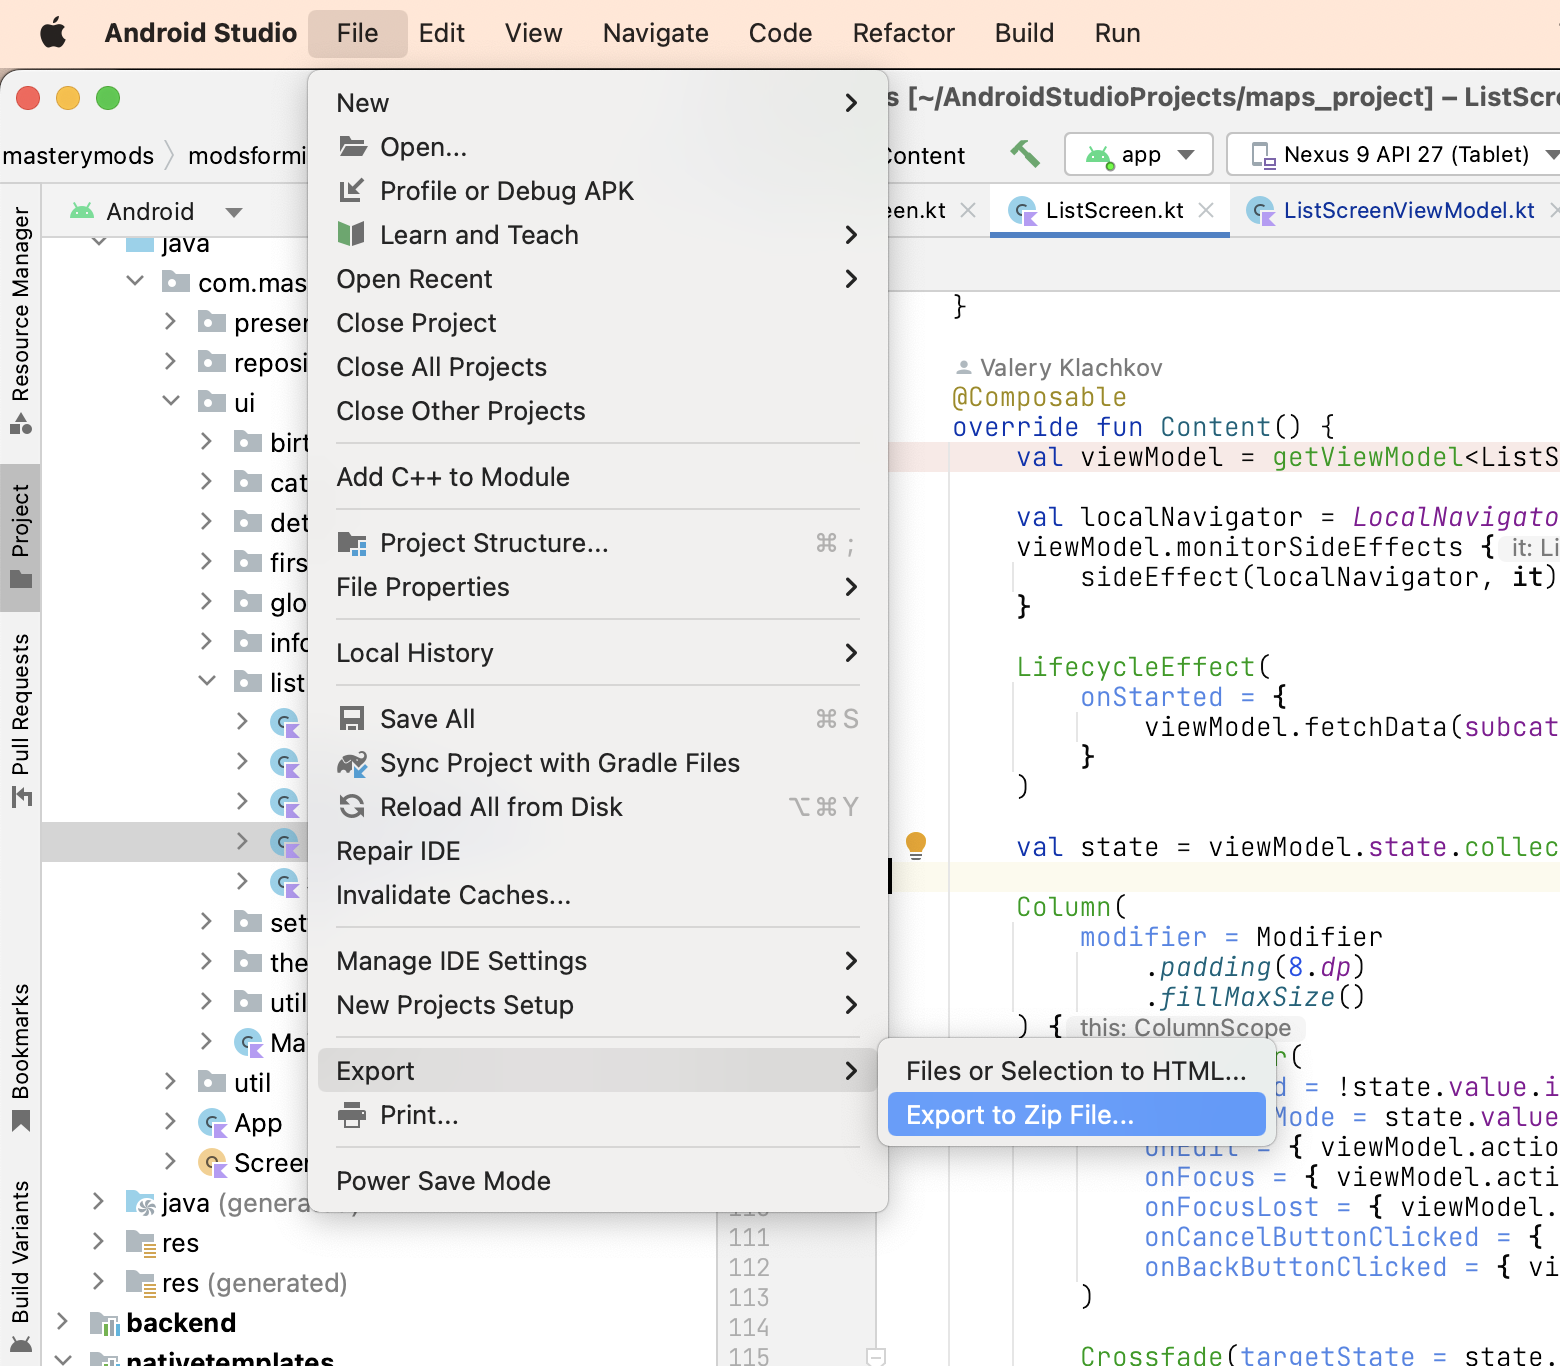 Android Studio File Edit View Navigate Code Refactor Build Run
[~/AndroidStudioProjects/maps_project] – ListScre
masterymods modsformi
Content app Nexus 9 API 27 (Tablet)
Android
een.kt ListScreen.kt ListScreenViewModel.kt
Resource Manager
Project
Pull Requests
Bookmarks
Build Variants
java
com.mas
presen
reposi
ui
birt
cat
det
firs
glo
info
list
set
the
util
Ma
util
App
Screen
java (genera
res
res (generated)
backend
nativetemplates
New
Open...
Profile or Debug APK
Learn and Teach
Open Recent
Close Project
Close All Projects
Close Other Projects
Add C++ to Module
Project Structure... ⌘ ;
File Properties
Local History
Save All ⌘ S
Sync Project with Gradle Files
Reload All from Disk ⌥ ⌘ Y
Repair IDE
Invalidate Caches...
Manage IDE Settings
New Projects Setup
Export
Print...
Power Save Mode
Files or Selection to HTML...
Export to Zip File...
}
Valery Klachkov
@Composable
override fun Content() {
val viewModel = getViewModel<ListS
val localNavigator = LocalNavigato
viewModel.monitorSideEffects { it: Li
sideEffect(localNavigator, it)
}
LifecycleEffect(
onStarted = {
viewModel.fetchData(subcat
}
)
val state = viewModel.state.collec
Column(
modifier = Modifier
.padding(8.dp)
.fillMaxSize()
) { this: ColumnScope
r(
d = !state.value.i
Mode = state.value
onEdit = { viewModel.actio
onFocus = { viewModel.acti
onFocusLost = { viewModel.
111 onCancelButtonClicked = {
112 onBackButtonClicked = { vi
113 )
114
115 Crossfade(targetState = state.